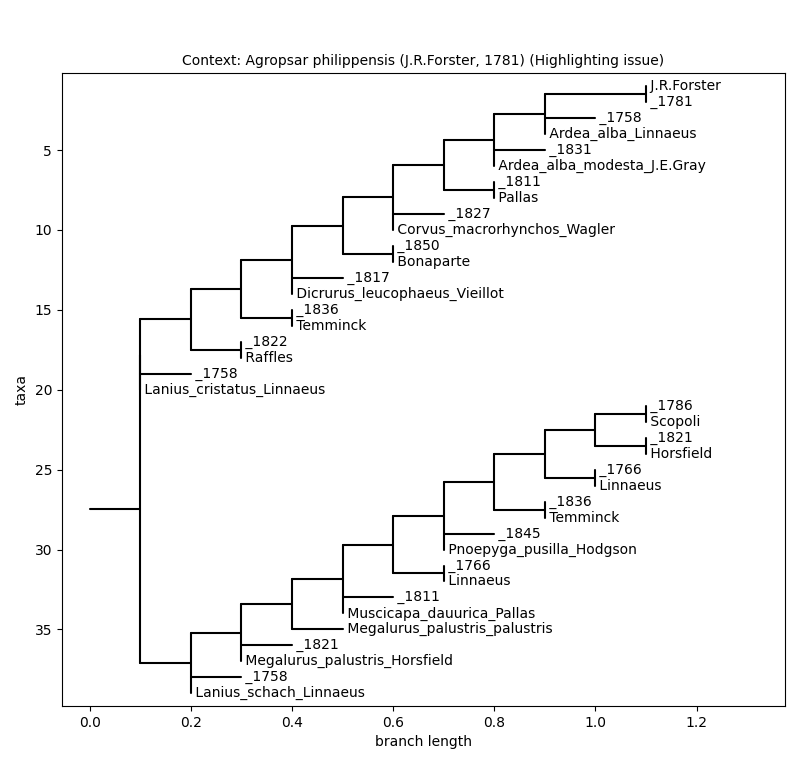 Context: Agropsar philippensis (J.R.Forster, 1781) (Highlighting issue)
J.R.Forster
_1781
_1758
Ardea_alba_Linnaeus
_1831
Ardea_alba_modesta_J.E.Gray
_1811
Pallas
_1827
Corvus_macrorhynchos_Wagler
_1850
Bonaparte
_1817
Dicrurus_leucophaeus_Vieillot
_1836
Temminck
_1822
Raffles
_1758
Lanius_cristatus_Linnaeus
_1786
Scopoli
_1821
Horsfield
_1766
Linnaeus
_1836
Temminck
_1845
Pnoepyga_pusilla_Hodgson
_1766
Linnaeus
_1811
Muscicapa_dauurica_Pallas
Megalurus_palustris_palustris
_1821
Megalurus_palustris_Horsfield
_1758
Lanius_schach_Linnaeus
taxa
5
10
15
20
25
30
35
0.0 0.2 0.4 0.6 0.8 1.0 1.2
branch length